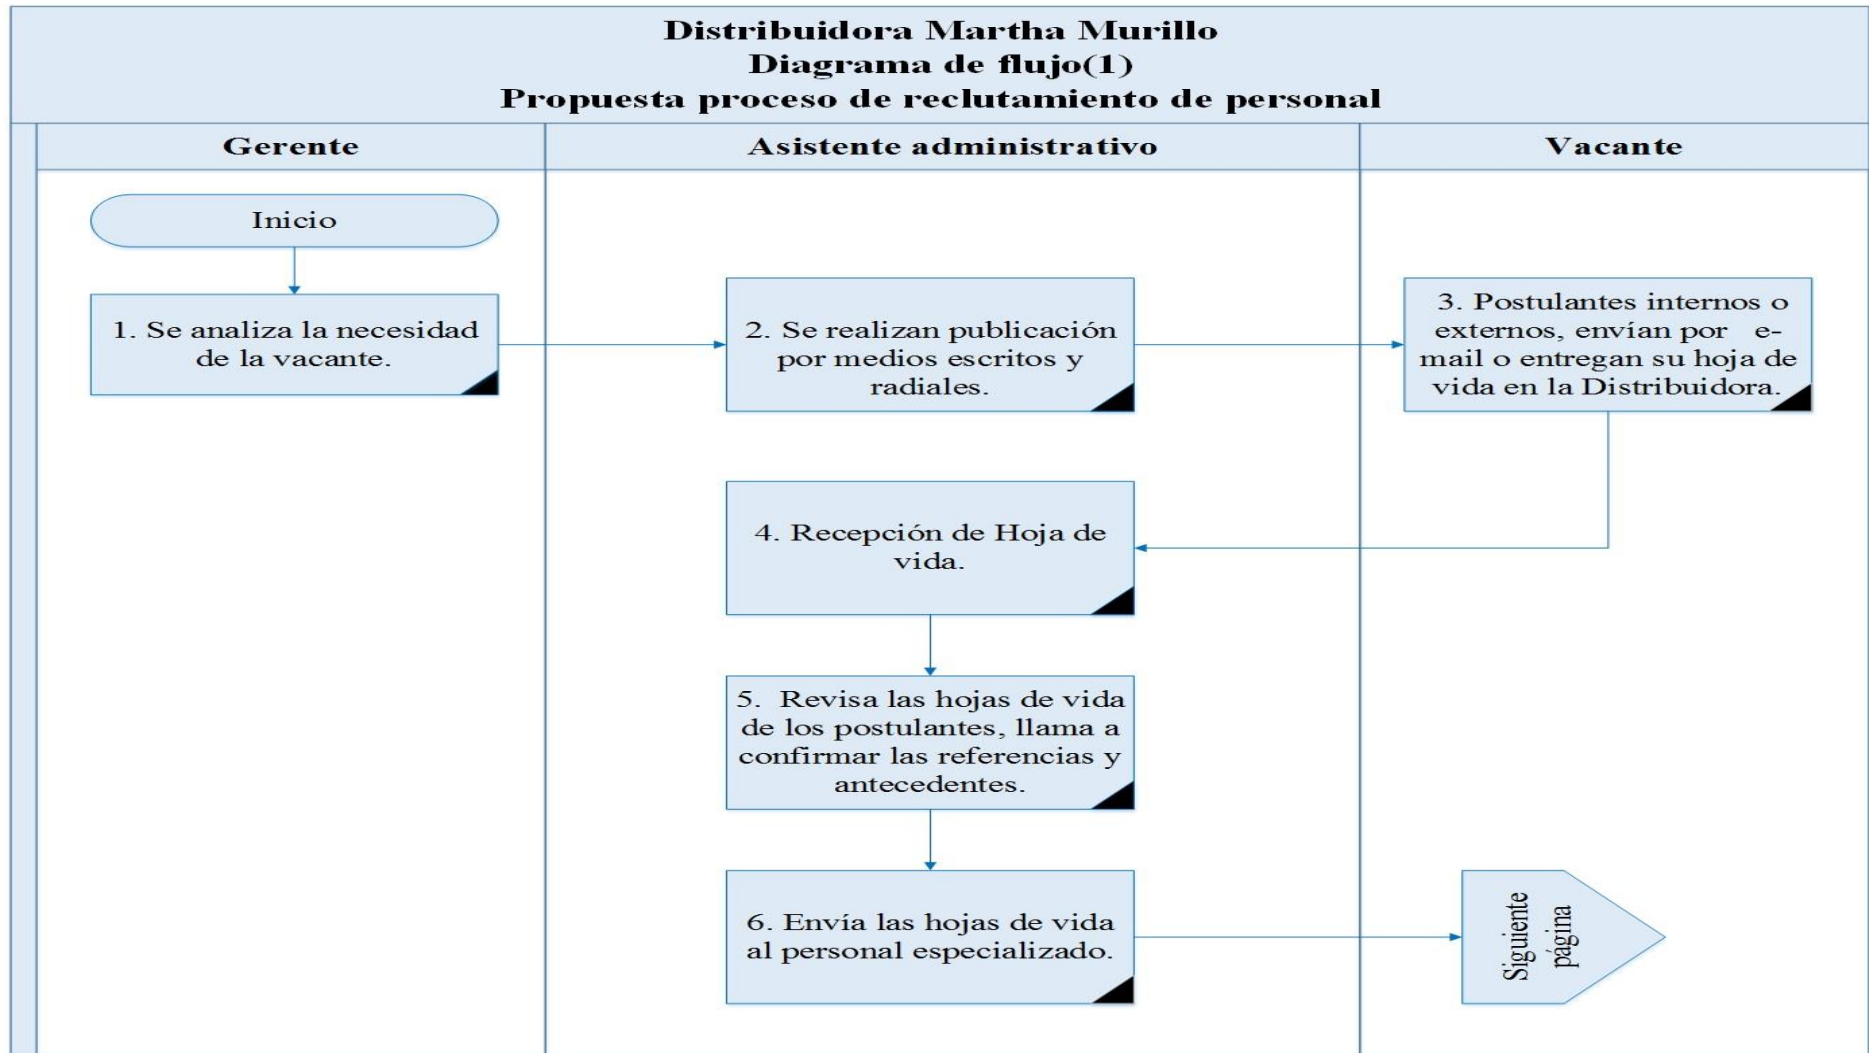 Distribuidora Martha Murillo
Diagrama de flujo(1)
Propuesta proceso de reclutamiento de personal
Gerente
Asistente administrativo
Vacante
Inicio
1. Se analiza la necesidad
de la vacante.
2. Se realizan publicación
por medios escritos y
radiales.
3. Postulantes internos o
externos, envían por e-
mail o entregan su hoja de
vida en la Distribuidora.
4. Recepción de Hoja de
vida.
5. Revisa las hojas de vida
de los postulantes, llama a
confirmar las referencias y
antecedentes.
6. Envía las hojas de vida
al personal especializado.
Siguiente
página